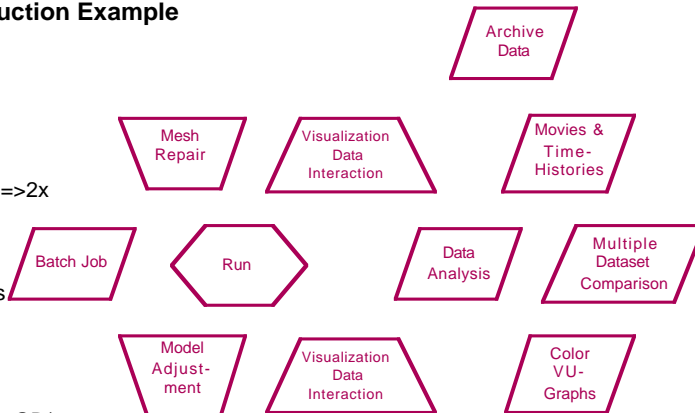 uction Example
Archive
Data
Mesh
Repair
Visualization
Data
Interaction
Movies &
Time-
Histories
=>2x
Batch Job
Run
Data
Analysis
Multiple
Dataset
Comparison
s
Model
Adjust-
ment
Visualization
Data
Interaction
Color
VU-
Graphs